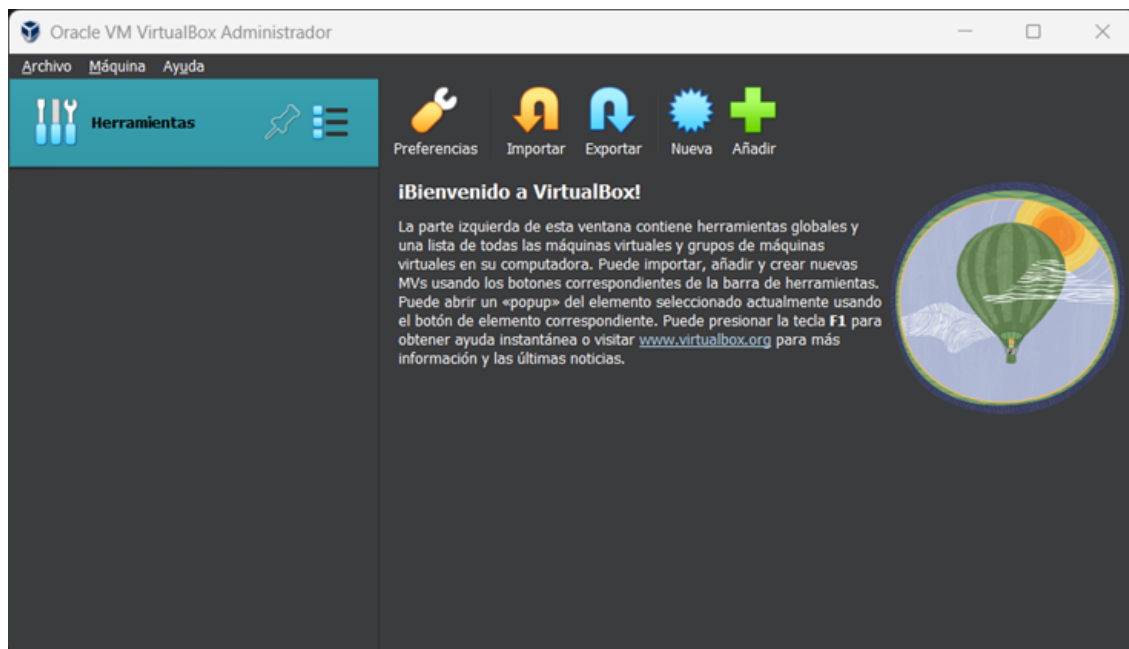 Oracle VM VirtualBox Administrador
Archivo Máquina Ayuda
Herramientas
Preferencias Importar Exportar Nueva Añadir
¡Bienvenido a VirtualBox!
La parte izquierda de esta ventana contiene herramientas globales y
una lista de todas las máquinas virtuales y grupos de máquinas
virtuales en su computadora. Puede importar, añadir y crear nuevas
MVs usando los botones correspondientes de la barra de herramientas.
Puede abrir un «popup» del elemento seleccionado actualmente usando
el botón de elemento correspondiente. Puede presionar la tecla F1 para
obtener ayuda instantánea o visitar www.virtualbox.org para más
información y las últimas noticias.